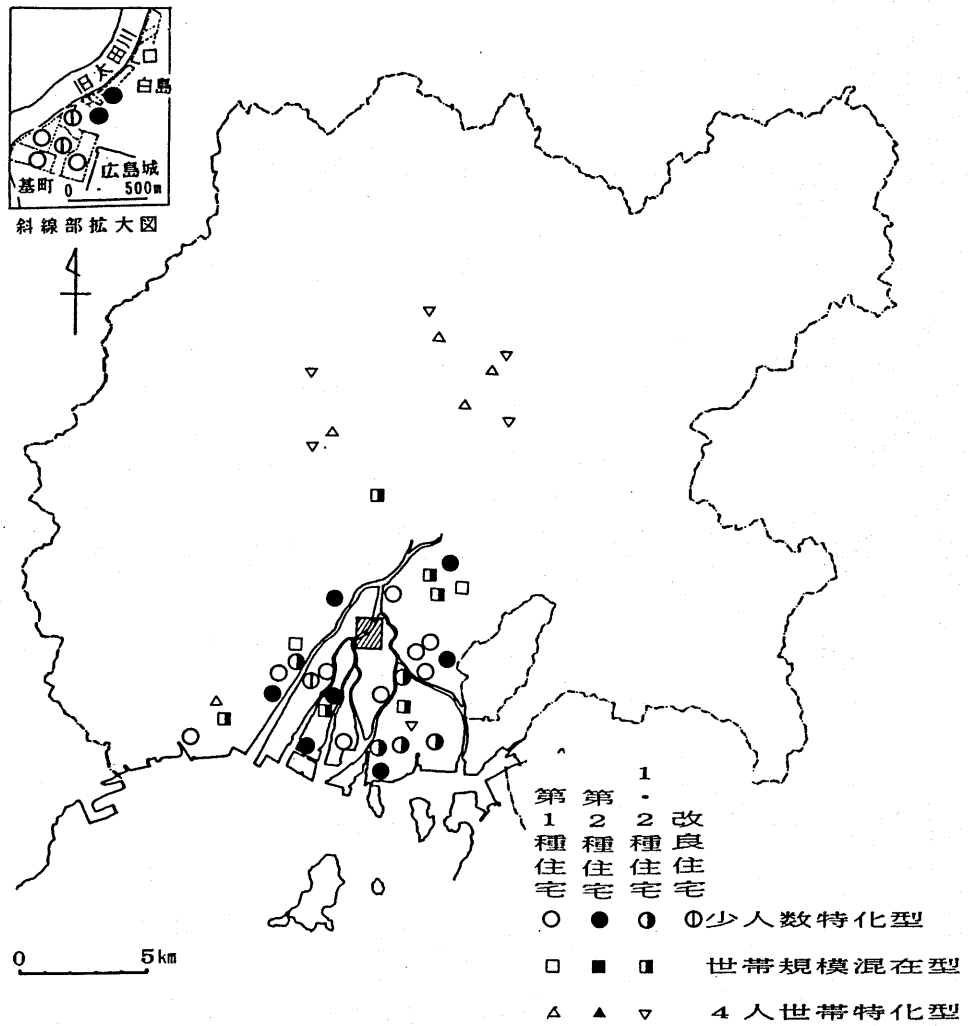 旧太田川
白島
広島城
基町
0 500m
斜線部拡大図
第1種住宅
第2種住宅
1・2種住宅
改良住宅
少人数特化型
世帯規模混在型
4人世帯特化型
0 5km